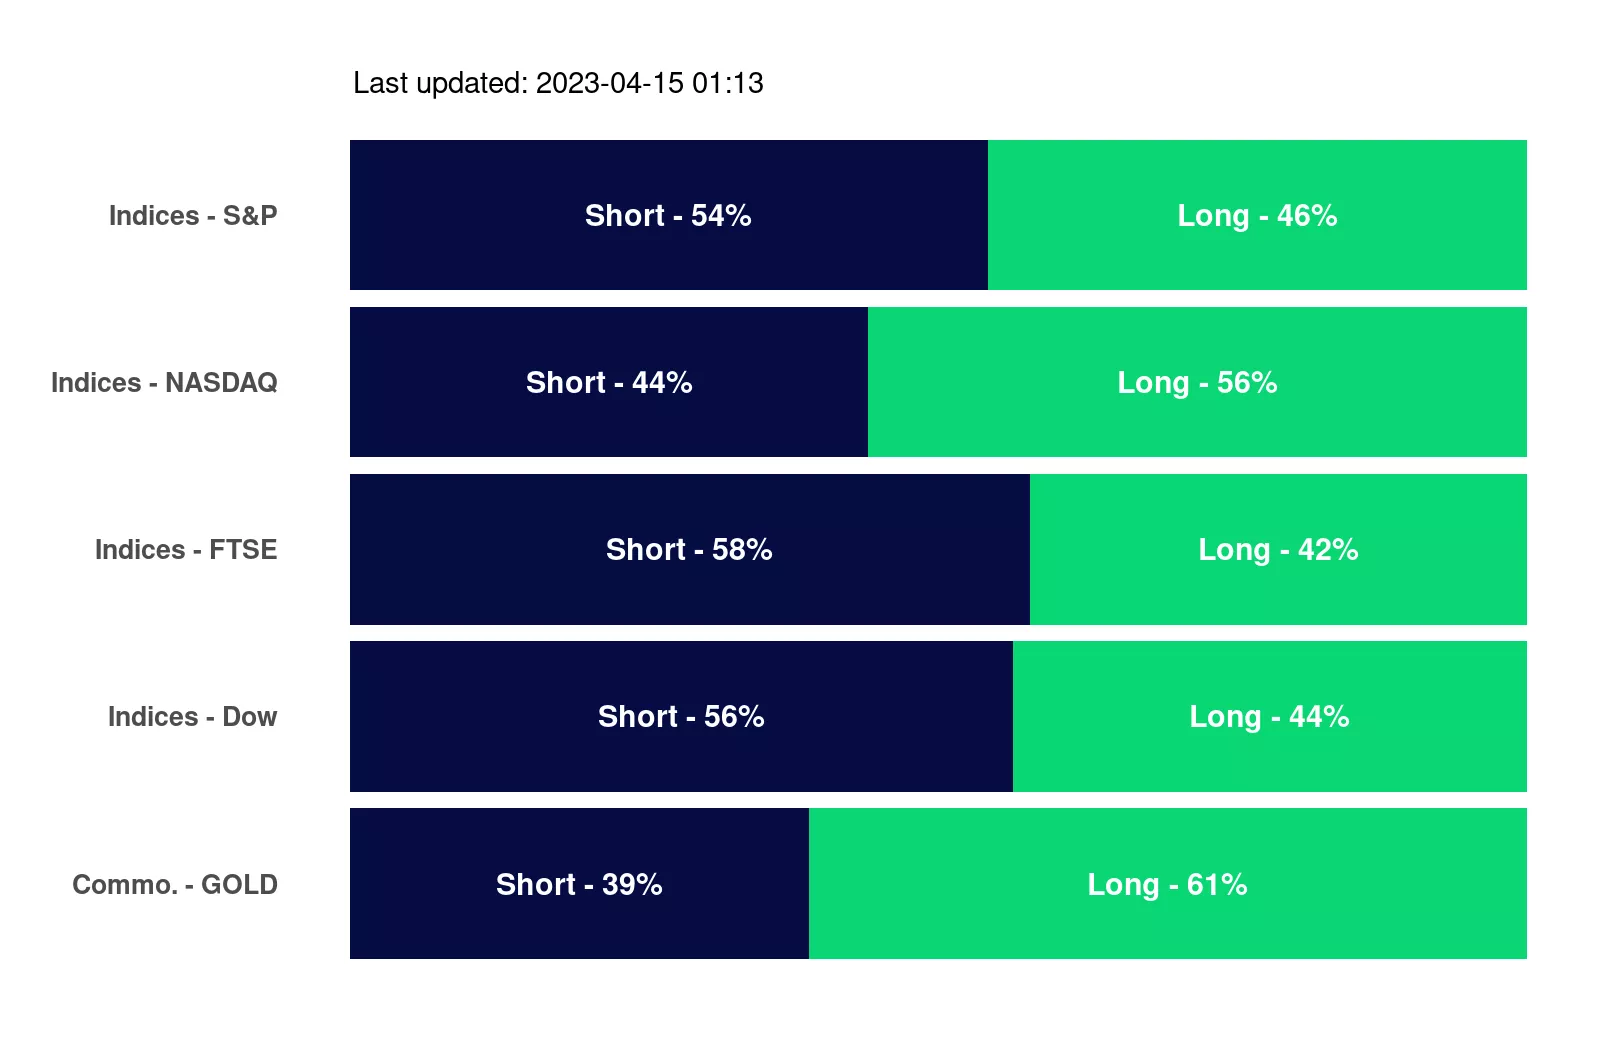 Last updated: 2023-04-15 01:13
Indices - S&P Short - 54% Long - 46%
Indices - NASDAQ Short - 44% Long - 56%
Indices - FTSE Short - 58% Long - 42%
Indices - Dow Short - 56% Long - 44%
Commo. - GOLD Short - 39% Long - 61%